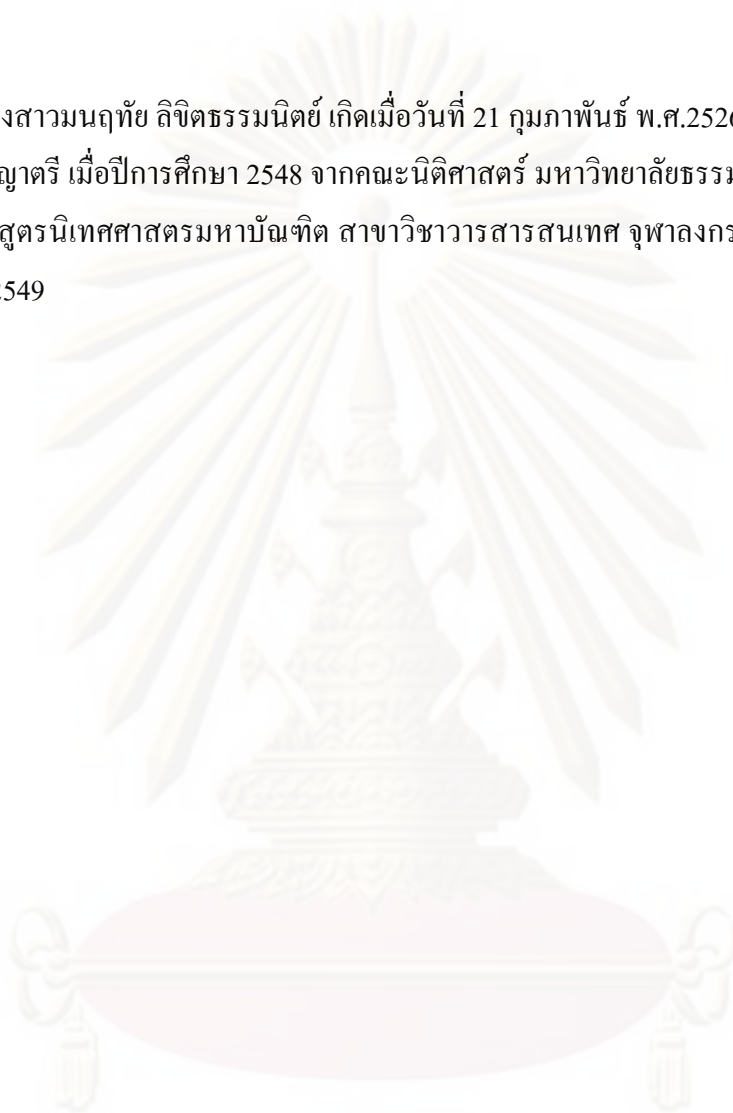 งสาวมนฤทัย ลิขิตธรรมนิตย์ เกิดเมื่อวันที่ 21 กุมภาพันธ์ พ.ศ.2526
ญาตรี เมื่อปีการศึกษา 2548 จากคณะนิติศาสตร์ มหาวิทยาลัยธรรม
สูตรนิเทศศาสตรมหาบัณฑิต สาขาวิชาวารสารสนเทศ จุฬาลงกร
2549